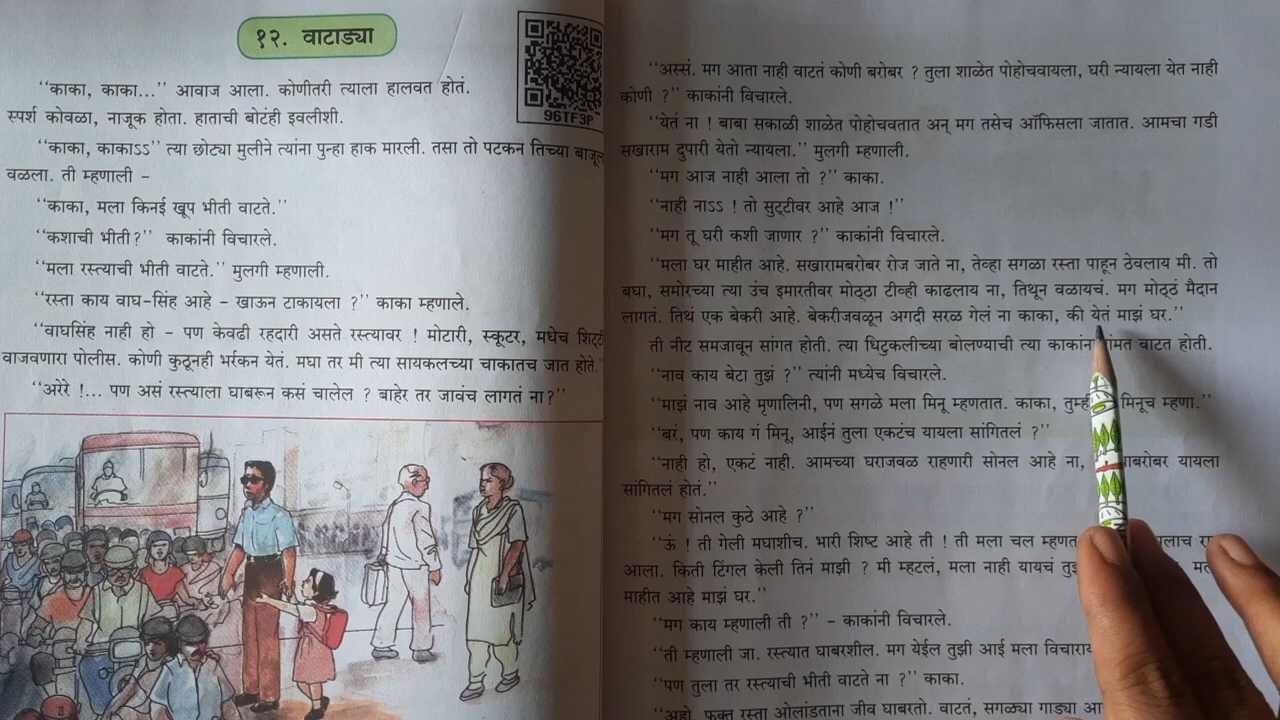 १२. वाटाड्या
96TF3P
“काका, काका...” आवाज आला. कोणीतरी त्याला हालवत होतं.
स्पर्श कोवळा, नाजूक होता. हाताची बोटंही इवलीशी.
“काका, काकाऽऽ” त्या छोट्या मुलीने त्यांना पुन्हा हाक मारली. तसा तो पटकन तिच्या बाजूला
वळला. ती म्हणाली -
“काका, मला किनई खूप भीती वाटते.”
“कशाची भीती?” काकांनी विचारले.
“मला रस्त्याची भीती वाटते.” मुलगी म्हणाली.
“रस्ता काय वाघ-सिंह आहे - खाऊन टाकायला ?” काका म्हणाले.
“वाघसिंह नाही हो - पण केवढी रहदारी असते रस्त्यावर ! मोटारी, स्कूटर, मधेच
वाजवणारा पोलीस. कोणी कुठूनही भर्रकन येतं. मघा तर मी त्या सायकलच्या चाकातच जात होते.”
“अरेरे !... पण असं रस्त्याला घाबरून कसं चालेल ? बाहेर तर जावंच लागतं ना?”
“अस्सं. मग आता नाही वाटतं कोणी बरोबर ? तुला शाळेत पोहोचवायला, घरी न्यायला येत नाही
कोणी ?” काकांनी विचारले.
“येतं ना ! बाबा सकाळी शाळेत पोहोचवतात अन् मग तसेच ऑफिसला जातात. आमचा गडी
सखाराम दुपारी येतो न्यायला.” मुलगी म्हणाली.
“मग आज नाही आला तो ?” काका.
“नाही नाऽऽ ! तो सुट्टीवर आहे आज !”
“मग तू घरी कशी जाणार ?” काकांनी विचारले.
“मला घर माहीत आहे. सखारामबरोबर रोज जाते ना, तेव्हा सगळा रस्ता पाहून ठेवलाय मी. तो
बघा, समोरच्या त्या उंच इमारतीवर मोठ्ठा टीव्ही काढलाय ना, तिथून वळायचं. मग मोठ्ठं मैदान
लागतं. तिथं एक बेकरी आहे. बेकरीजवळून अगदी सरळ गेलं ना काका, की येतं माझं घर.”
ती नीट समजावून सांगत होती. त्या धिटुकलीच्या बोलण्याची त्या वाटत होती.
“नाव काय बेटा तुझं ?” त्यांनी मध्येच विचारले.
“माझं नाव आहे मृणालिनी, पण सगळे मला मिनू म्हणतात. काका, मिनूच म्हणा.”
“बरं, पण काय गं मिनू, आईनं तुला एकटंच यायला सांगितलं ?”
“नाही हो, एकटं नाही. आमच्या घराजवळ राहणारी सोनल आहे ना, यायला
सांगितलं होतं.”
“मग सोनल कुठे आहे ?”
“ऊं ! ती गेली मघाशीच. भारी शिष्ट आहे ती ! ती मला चल
आला. किती टिंगल केली तिनं माझी ? मी म्हटलं, मला नाही यायचं
माहीत आहे माझं घर.”
“मग काय म्हणाली ती ?” - काकांनी विचारले.
“ती म्हणाली जा. रस्त्यात घाबरशील. मग येईल तुझी आई मला
“पण तुला तर रस्त्याची भीती वाटते ना ?” काका.
“अहो, फक्त रस्ता ओलांडताना जीव घाबरतो. वाटतं, सगळ्या गाड्या